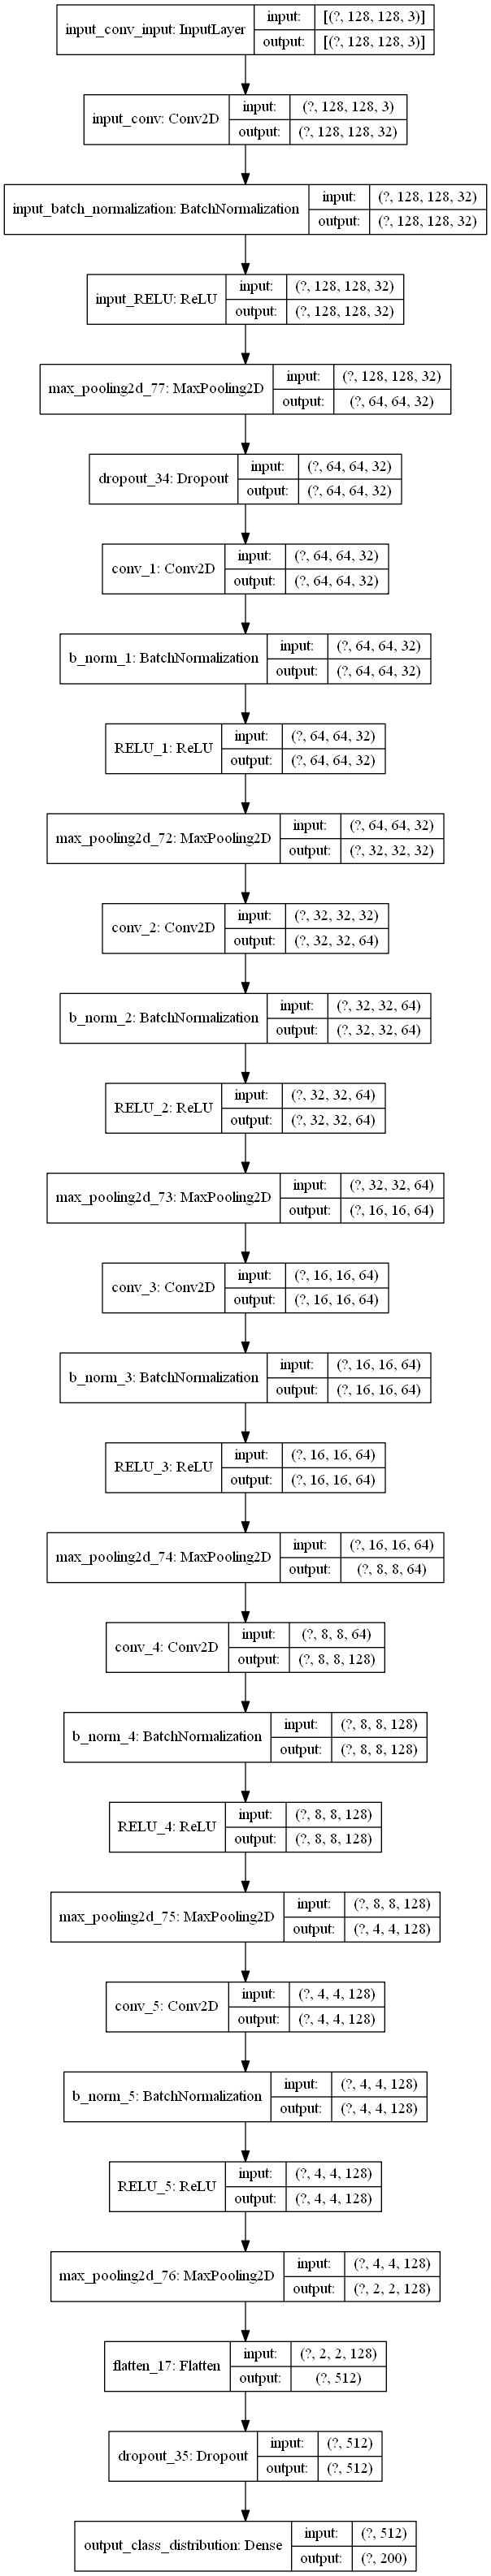 input_conv_input: InputLayer
input: [(?, 128, 128, 3)]
output: [(?, 128, 128, 3)]
input_conv: Conv2D
input: (?, 128, 128, 3)
output: (?, 128, 128, 32)
input_batch_normalization: BatchNormalization
input: (?, 128, 128, 32)
output: (?, 128, 128, 32)
input_RELU: ReLU
input: (?, 128, 128, 32)
output: (?, 128, 128, 32)
max_pooling2d_77: MaxPooling2D
input: (?, 128, 128, 32)
output: (?, 64, 64, 32)
dropout_34: Dropout
input: (?, 64, 64, 32)
output: (?, 64, 64, 32)
conv_1: Conv2D
input: (?, 64, 64, 32)
output: (?, 64, 64, 32)
b_norm_1: BatchNormalization
input: (?, 64, 64, 32)
output: (?, 64, 64, 32)
RELU_1: ReLU
input: (?, 64, 64, 32)
output: (?, 64, 64, 32)
max_pooling2d_72: MaxPooling2D
input: (?, 64, 64, 32)
output: (?, 32, 32, 32)
conv_2: Conv2D
input: (?, 32, 32, 32)
output: (?, 32, 32, 64)
b_norm_2: BatchNormalization
input: (?, 32, 32, 64)
output: (?, 32, 32, 64)
RELU_2: ReLU
input: (?, 32, 32, 64)
output: (?, 32, 32, 64)
max_pooling2d_73: MaxPooling2D
input: (?, 32, 32, 64)
output: (?, 16, 16, 64)
conv_3: Conv2D
input: (?, 16, 16, 64)
output: (?, 16, 16, 64)
b_norm_3: BatchNormalization
input: (?, 16, 16, 64)
output: (?, 16, 16, 64)
RELU_3: ReLU
input: (?, 16, 16, 64)
output: (?, 16, 16, 64)
max_pooling2d_74: MaxPooling2D
input: (?, 16, 16, 64)
output: (?, 8, 8, 64)
conv_4: Conv2D
input: (?, 8, 8, 64)
output: (?, 8, 8, 128)
b_norm_4: BatchNormalization
input: (?, 8, 8, 128)
output: (?, 8, 8, 128)
RELU_4: ReLU
input: (?, 8, 8, 128)
output: (?, 8, 8, 128)
max_pooling2d_75: MaxPooling2D
input: (?, 8, 8, 128)
output: (?, 4, 4, 128)
conv_5: Conv2D
input: (?, 4, 4, 128)
output: (?, 4, 4, 128)
b_norm_5: BatchNormalization
input: (?, 4, 4, 128)
output: (?, 4, 4, 128)
RELU_5: ReLU
input: (?, 4, 4, 128)
output: (?, 4, 4, 128)
max_pooling2d_76: MaxPooling2D
input: (?, 4, 4, 128)
output: (?, 2, 2, 128)
flatten_17: Flatten
input: (?, 2, 2, 128)
output: (?, 512)
dropout_35: Dropout
input: (?, 512)
output: (?, 512)
output_class_distribution: Dense
input: (?, 512)
output: (?, 200)